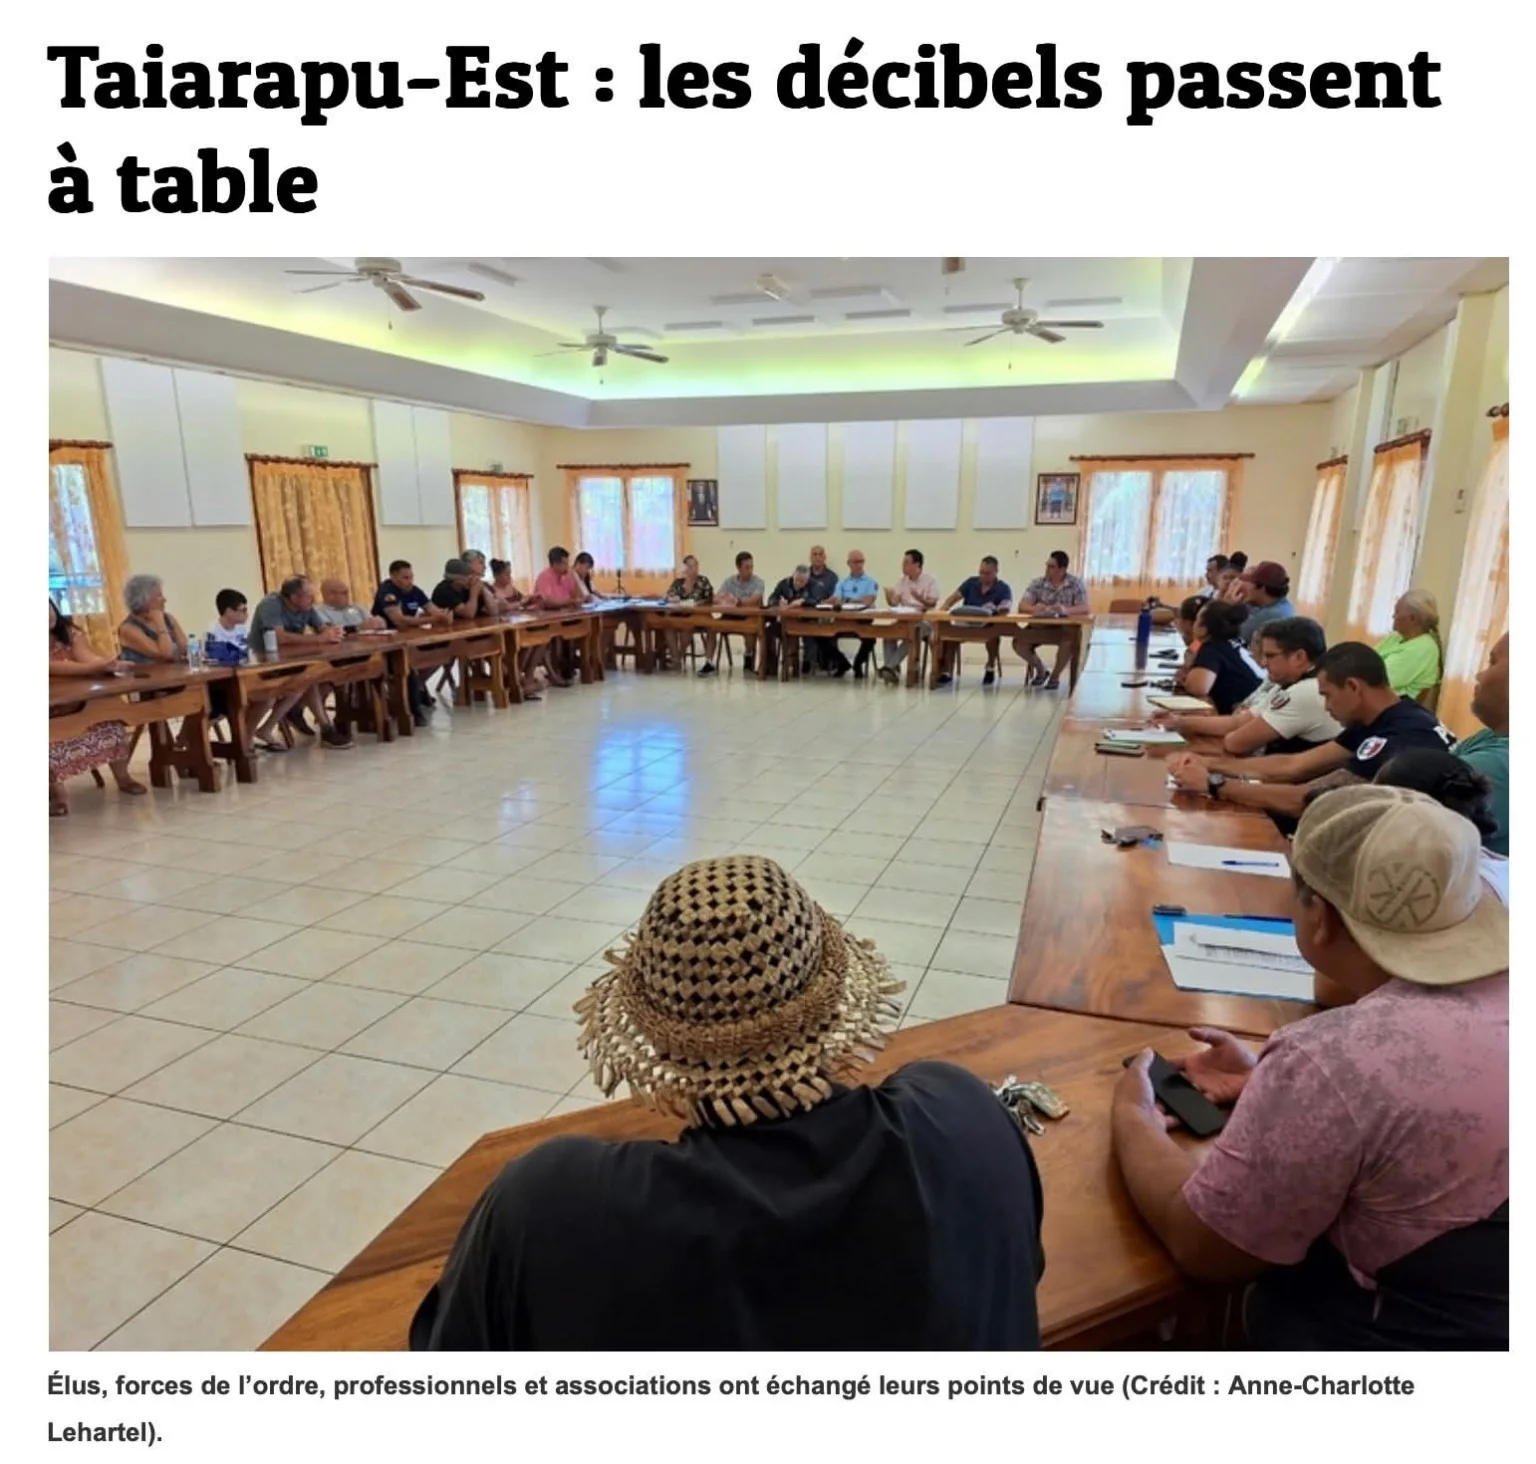 Taiarapu-Est : les décibels passent
à table
Élus, forces de l’ordre, professionnels et associations ont échangé leurs points de vue (Crédit : Anne-Charlotte
Lehartel).